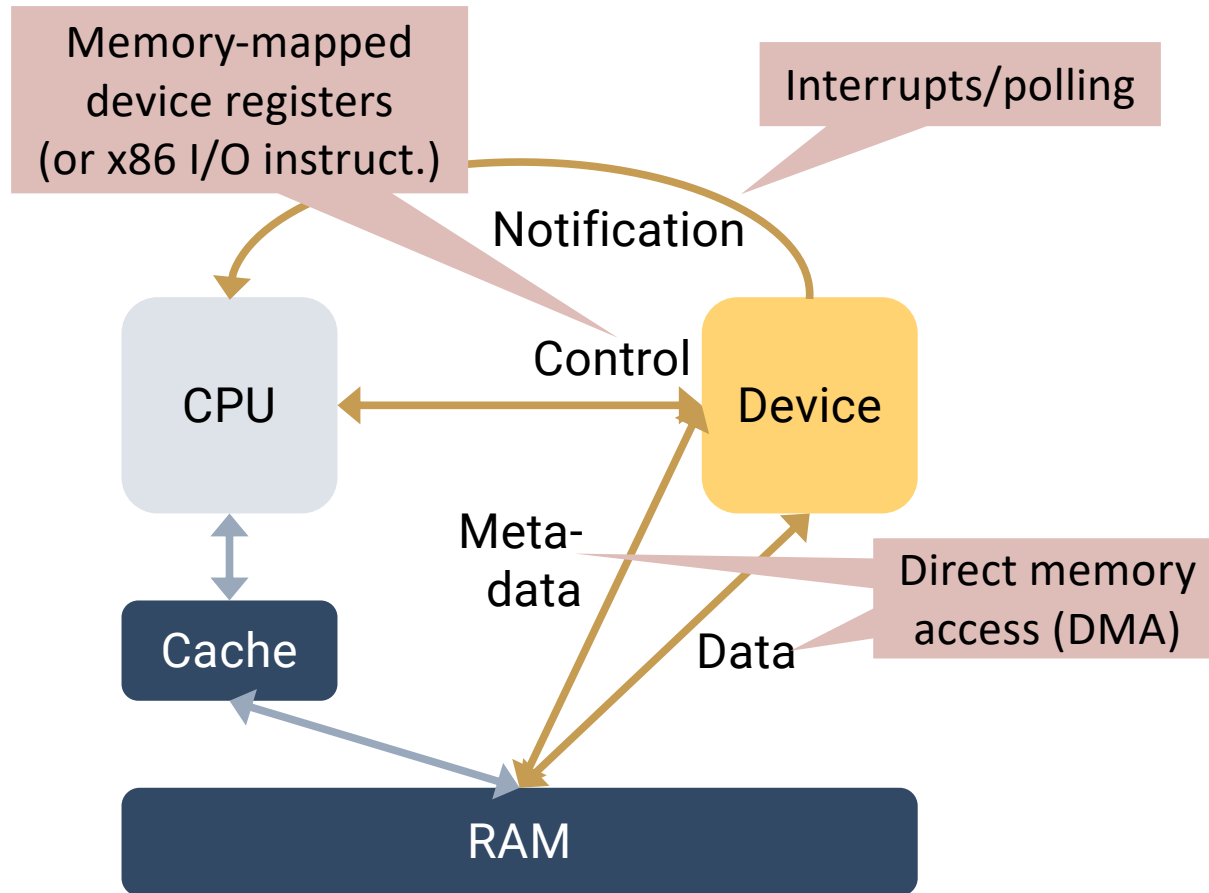 Memory-mapped
device registers
(or x86 I/O instruct.)
Interrupts/polling
Notification
Control
CPU
Device
Meta-
data
Direct memory
access (DMA)
Data
Cache
RAM